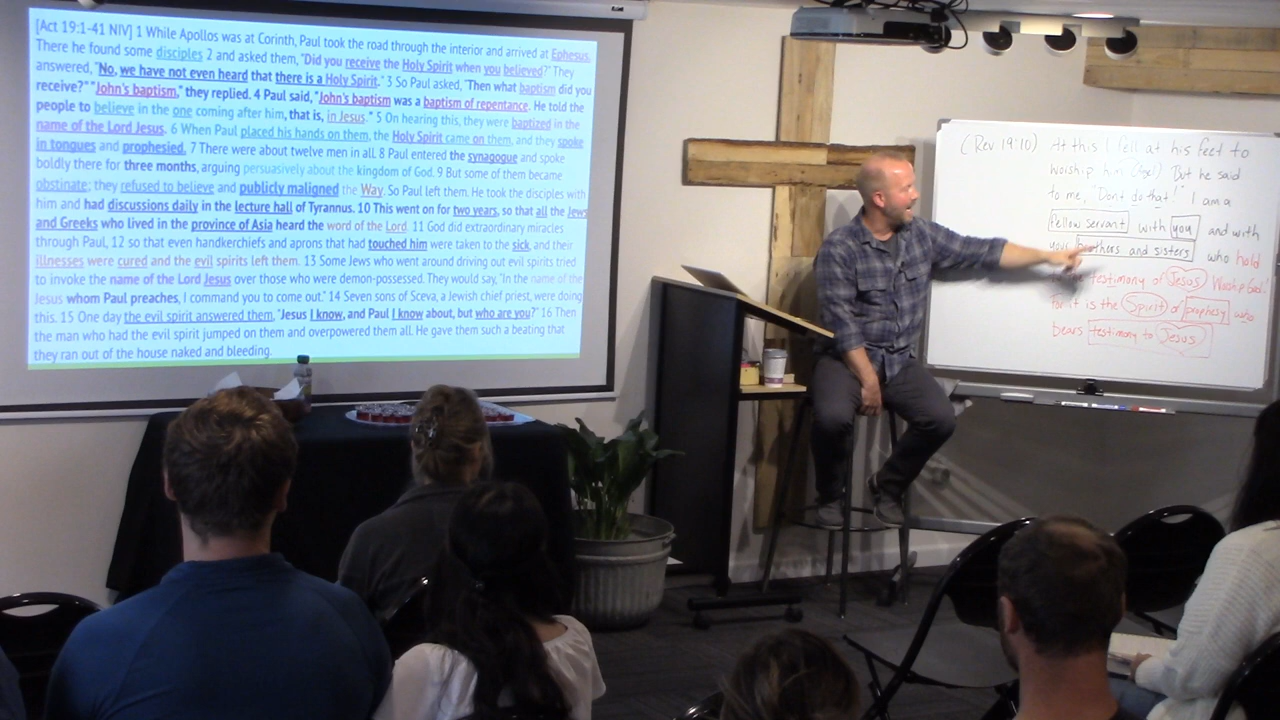 [Act 19:1-41 NIV] 1 While Apollos was at Corinth, Paul took the road through the interior and arrived at Ephesus.
There he found some disciples 2 and asked them, "Did you receive the Holy Spirit when you believed?" They
answered, "No, we have not even heard that there is a Holy Spirit." 3 So Paul asked, "Then what baptism did you
receive?" "John's baptism," they replied. 4 Paul said, "John's baptism was a baptism of repentance. He told the
people to believe in the one coming after him, that is, in Jesus." 5 On hearing this, they were baptized in the
name of the Lord Jesus. 6 When Paul placed his hands on them, the Holy Spirit came on them, and they spoke
in tongues and prophesied. 7 There were about twelve men in all. 8 Paul entered the synagogue and spoke
boldly there for three months, arguing persuasively about the kingdom of God. 9 But some of them became
obstinate; they refused to believe and publicly maligned the Way. So Paul left them. He took the disciples with
him and had discussions daily in the lecture hall of Tyrannus. 10 This went on for two years, so that all the Jews
and Greeks who lived in the province of Asia heard the word of the Lord. 11 God did extraordinary miracles
through Paul, 12 so that even handkerchiefs and aprons that had touched him were taken to the sick, and their
illnesses were cured and the evil spirits left them. 13 Some Jews who went around driving out evil spirits tried
to invoke the name of the Lord Jesus over those who were demon-possessed. They would say, "In the name of the
Jesus whom Paul preaches, I command you to come out." 14 Seven sons of Sceva, a Jewish chief priest, were doing
this. 15 One day the evil spirit answered them, "Jesus I know, and Paul I know about, but who are you?" 16 Then
the man who had the evil spirit jumped on them and overpowered them all. He gave them such a beating that
they ran out of the house naked and bleeding.
(Rev. 19:10) At this I fell at his feet to
worship him. But he said
to me, "Don't do that!" I am a
fellow servant with you and with
your brothers and sisters who hold
testimony of Jesus Worship God!"
for it is the Spirit of prophesy who
bears testimony to Jesus